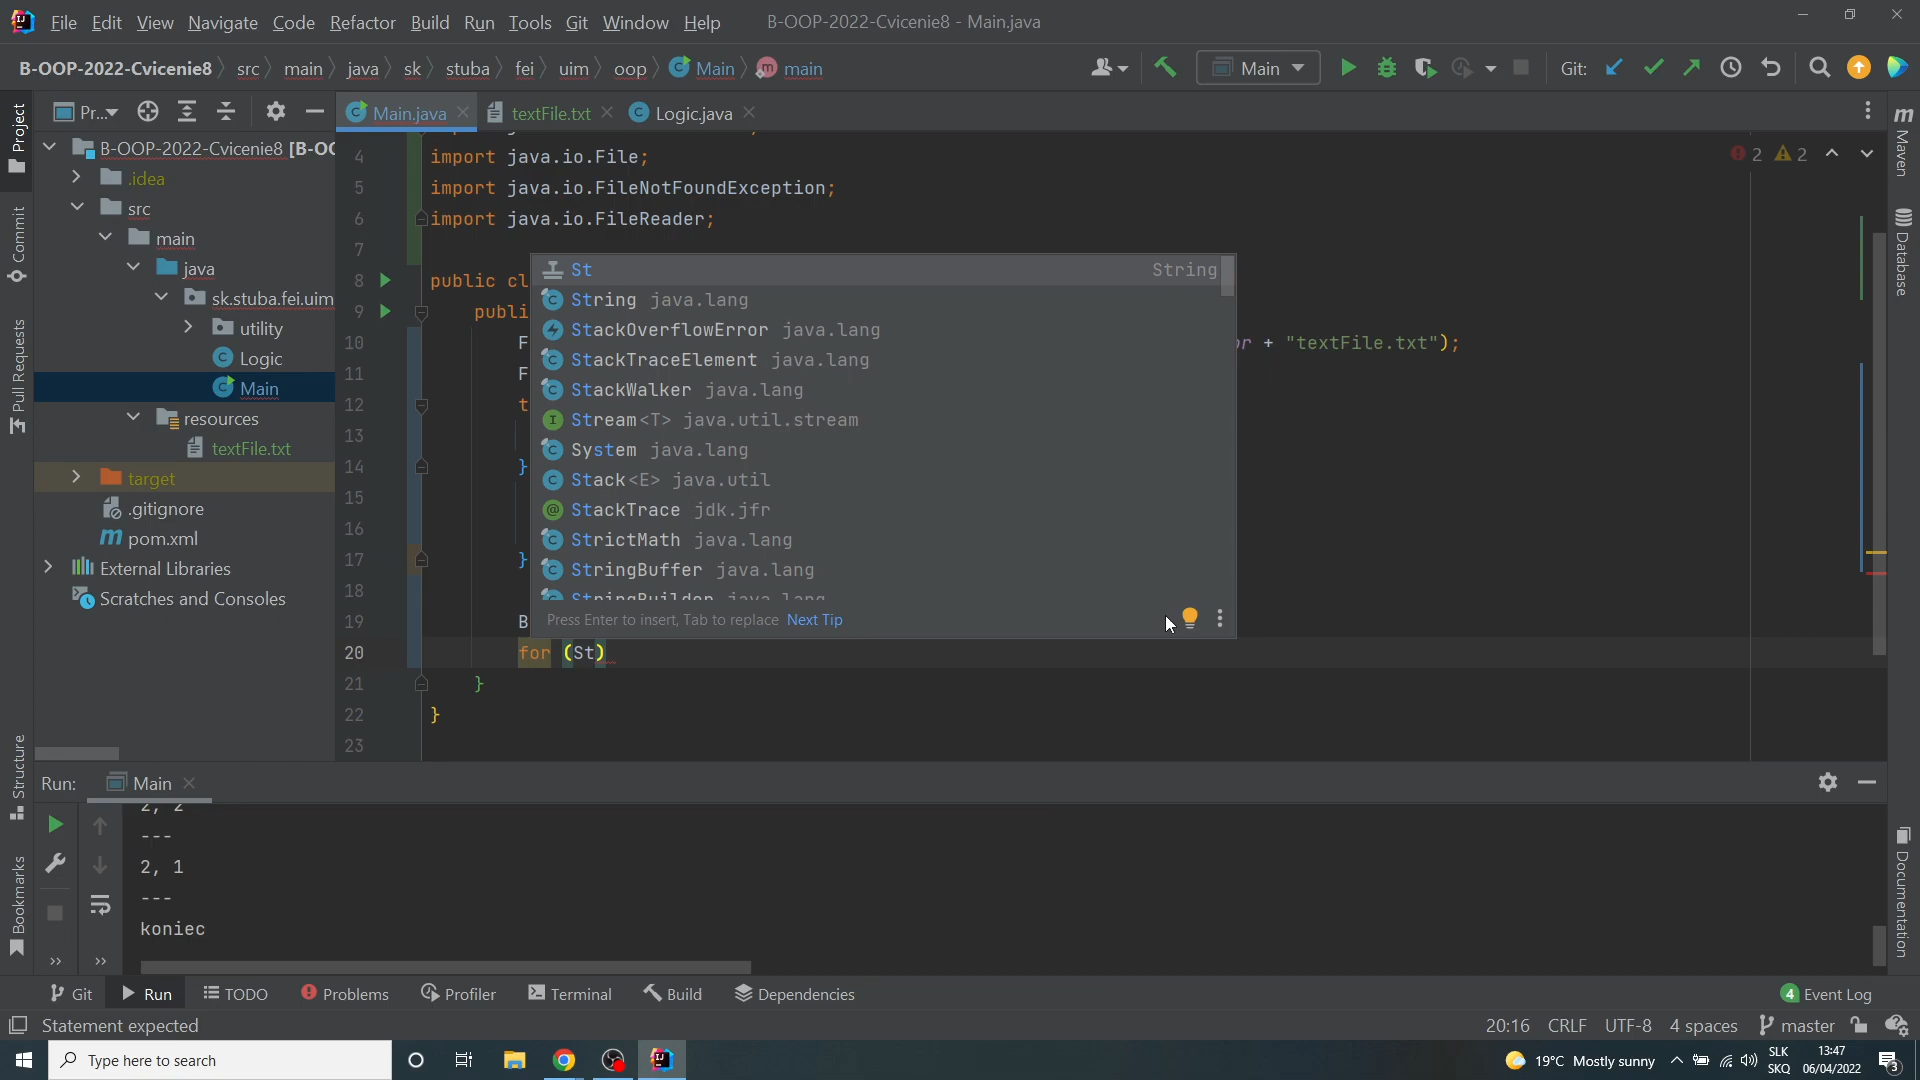 File Edit View Navigate Code Refactor Build Run Tools Git Window Help B-OOP-2022-Cvicenie8 - Main.java
B-OOP-2022-Cvicenie8 src main java sk stuba fei uim oop Main main
Main Git:
Pr... Main.java textFile.txt Logic.java
B-OOP-2022-Cvicenie8
.idea
src
main
java
sk.stuba.fei.uim
utility
Logic
Main
resources
textFile.txt
target
.gitignore
pom.xml
External Libraries
Scratches and Consoles
Project
Commit
Pull Requests
Structure
Bookmarks
4 import java.io.File;
5 import java.io.FileNotFoundException;
6 import java.io.FileReader;
7
8 public cl
9 publi
10 F + "textFile.txt");
11 F
12 t
13
14 }
15
16
17 }
18
19 B
20 for (St)
21 }
22 }
23
2 2
St String
String java.lang
StackOverflowError java.lang
StackTraceElement java.lang
StackWalker java.lang
Stream<T> java.util.stream
System java.lang
Stack<E> java.util
StackTrace jdk.jfr
StrictMath java.lang
StringBuffer java.lang
StringBuilder java.lang
Press Enter to insert, Tab to replace Next Tip
m
Maven
Database
Documentation
Run: Main
2, 2
---
2, 1
---
koniec
Git Run TODO Problems Profiler Terminal Build Dependencies 4 Event Log
Statement expected 20:16 CRLF UTF-8 4 spaces master
Type here to search 19°C Mostly sunny SLK SKQ 13:47 06/04/2022 3